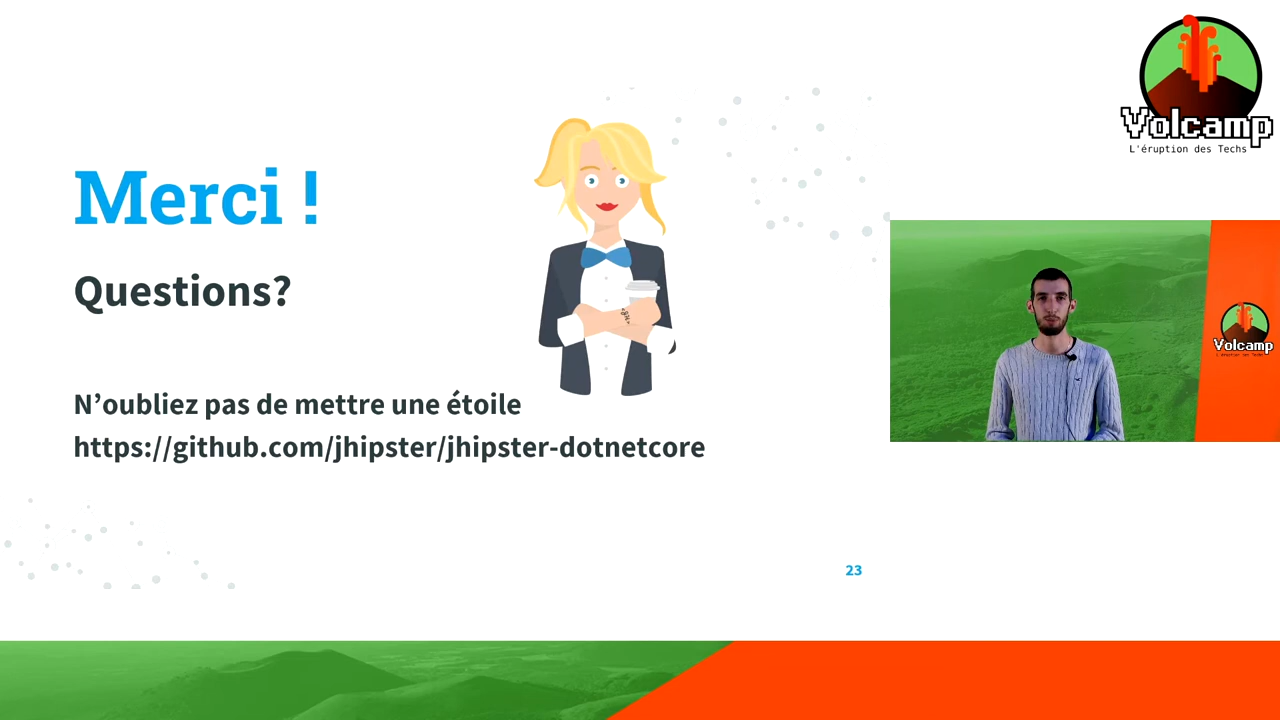 Merci !
Questions?
N’oubliez pas de mettre une étoile
https://github.com/jhipster/jhipster-dotnetcore
23
Volcamp
L'éruption des Techs
Volcamp